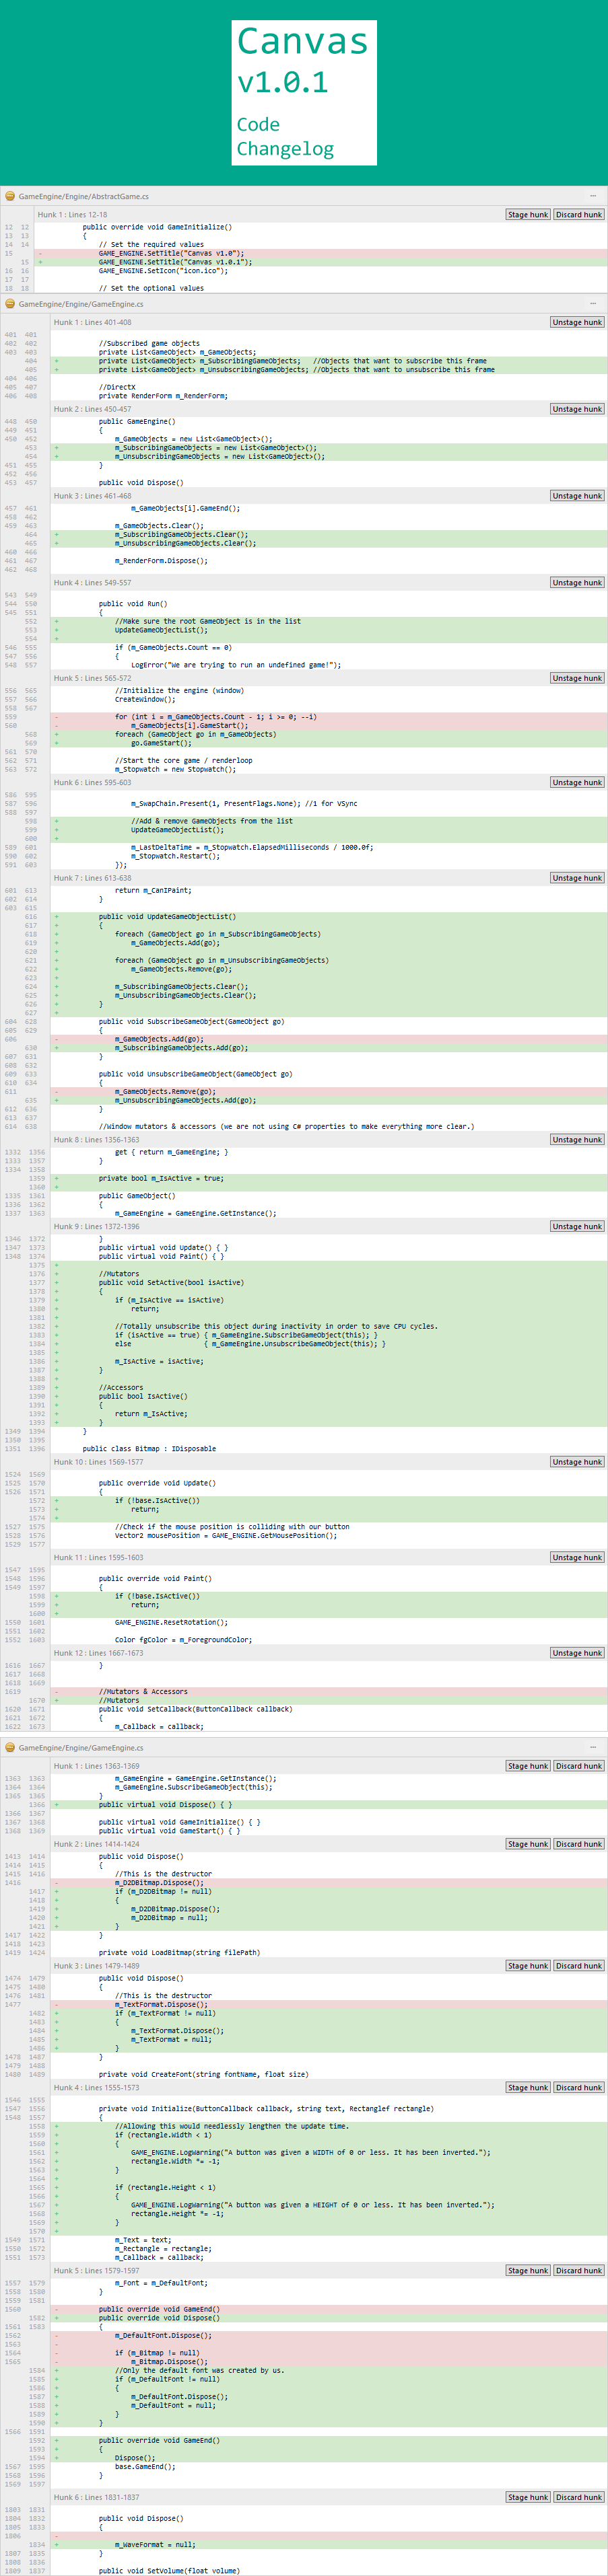 Canvas
v1.0.1
Code
Changelog
GameEngine/Engine/AbstractGame.cs
...
Hunk 1 : Lines 12-18
Stage hunk Discard hunk
12 12 public override void GameInitialize()
13 13 {
14 14 // Set the required values
15 - GAME_ENGINE.SetTitle("Canvas v1.0");
15 + GAME_ENGINE.SetTitle("Canvas v1.0.1");
16 16 GAME_ENGINE.SetIcon("icon.ico");
17 17
18 18 // Set the optional values
GameEngine/Engine/GameEngine.cs
...
Hunk 1 : Lines 401-408
Unstage hunk
401 401
402 402 //Subscribed game objects
403 403 private List<GameObject> m_GameObjects;
404 + private List<GameObject> m_SubscribingGameObjects; //Objects that want to subscribe this frame
405 + private List<GameObject> m_UnsubscribingGameObjects; //Objects that want to unsubscribe this frame
404 406
405 407 //DirectX
406 408 private RenderForm m_RenderForm;
Hunk 2 : Lines 450-457
Unstage hunk
448 450 public GameEngine()
449 451 {
450 452 m_GameObjects = new List<GameObject>();
453 + m_SubscribingGameObjects = new List<GameObject>();
454 + m_UnsubscribingGameObjects = new List<GameObject>();
451 455 }
452 456
453 457 public void Dispose()
Hunk 3 : Lines 461-468
Unstage hunk
457 461 m_GameObjects[i].GameEnd();
458 462
459 463 m_GameObjects.Clear();
464 + m_SubscribingGameObjects.Clear();
465 + m_UnsubscribingGameObjects.Clear();
460 466
461 467 m_RenderForm.Dispose();
462 468
Hunk 4 : Lines 549-557
Unstage hunk
543 549
544 550 public void Run()
545 551 {
552 + //Make sure the root GameObject is in the list
553 + UpdateGameObjectList();
554 +
546 555 if (m_GameObjects.Count == 0)
547 556 {
548 557 LogError("We are trying to run an undefined game!");
Hunk 5 : Lines 565-572
Unstage hunk
556 565 //Initialize the engine (window)
557 566 CreateWindow();
558 567
559 - for (int i = m_GameObjects.Count - 1; i >= 0; --i)
560 - m_GameObjects[i].GameStart();
568 + foreach (GameObject go in m_GameObjects)
569 + go.GameStart();
561 570
562 571 //Start the core game / renderloop
563 572 m_Stopwatch = new Stopwatch();
Hunk 6 : Lines 595-603
Unstage hunk
586 595
587 596 m_SwapChain.Present(1, PresentFlags.None); //1 for VSync
588 597
598 + //Add & remove GameObjects from the list
599 + UpdateGameObjectList();
600 +
589 601 m_LastDeltaTime = m_Stopwatch.ElapsedMilliseconds / 1000.0f;
590 602 m_Stopwatch.Restart();
591 603 });
Hunk 7 : Lines 613-638
Unstage hunk
601 613 return m_CanIPaint;
602 614 }
603 615
616 + public void UpdateGameObjectList()
617 + {
618 + foreach (GameObject go in m_SubscribingGameObjects)
619 + m_GameObjects.Add(go);
620 +
621 + foreach (GameObject go in m_UnsubscribingGameObjects)
622 + m_GameObjects.Remove(go);
623 +
624 + m_SubscribingGameObjects.Clear();
625 + m_UnsubscribingGameObjects.Clear();
626 + }
627 +
604 628 public void SubscribeGameObject(GameObject go)
605 629 {
606 - m_GameObjects.Add(go);
630 + m_SubscribingGameObjects.Add(go);
607 631 }
608 632
609 633 public void UnsubscribeGameObject(GameObject go)
610 634 {
611 - m_GameObjects.Remove(go);
635 + m_UnsubscribingGameObjects.Add(go);
612 636 }
613 637
614 638 //Window mutators & accessors (we are not using C# properties to make everything more clear.)
Hunk 8 : Lines 1356-1363
Unstage hunk
1332 1356 get { return m_GameEngine; }
1333 1357 }
1334 1358
1359 + private bool m_IsActive = true;
1360 +
1335 1361 public GameObject()
1336 1362 {
1337 1363 m_GameEngine = GameEngine.GetInstance();
Hunk 9 : Lines 1372-1396
Unstage hunk
1346 1372 }
1347 1373 public virtual void Update() { }
1348 1374 public virtual void Paint() { }
1375 +
1376 + //Mutators
1377 + public void SetActive(bool isActive)
1378 + {
1379 + if (m_IsActive == isActive)
1380 + return;
1381 +
1382 + //Totally unsubscribe this object during inactivity in order to save CPU cycles.
1383 + if (isActive == true) { m_GameEngine.SubscribeGameObject(this); }
1384 + else { m_GameEngine.UnsubscribeGameObject(this); }
1385 +
1386 + m_IsActive = isActive;
1387 + }
1388 +
1389 + //Accessors
1390 + public bool IsActive()
1391 + {
1392 + return m_IsActive;
1393 + }
1349 1394 }
1350 1395
1351 1396 public class Bitmap : IDisposable
Hunk 10 : Lines 1569-1577
Unstage hunk
1524 1569
1525 1570 public override void Update()
1526 1571 {
1572 + if (!base.IsActive())
1573 + return;
1574 +
1527 1575 //Check if the mouse position is colliding with our button
1528 1576 Vector2 mousePosition = GAME_ENGINE.GetMousePosition();
1529 1577
Hunk 11 : Lines 1595-1603
Unstage hunk
1547 1595
1548 1596 public override void Paint()
1549 1597 {
1598 + if (!base.IsActive())
1599 + return;
1600 +
1550 1601 GAME_ENGINE.ResetRotation();
1551 1602
1552 1603 Color fgColor = m_ForegroundColor;
Hunk 12 : Lines 1667-1673
Unstage hunk
1616 1667 }
1617 1668
1618 1669
1619 - //Mutators & Accessors
1670 + //Mutators
1620 1671 public void SetCallback(ButtonCallback callback)
1621 1672 {
1622 1673 m_Callback = callback;
GameEngine/Engine/GameEngine.cs
...
Hunk 1 : Lines 1363-1369
Stage hunk Discard hunk
1363 1363 m_GameEngine = GameEngine.GetInstance();
1364 1364 m_GameEngine.SubscribeGameObject(this);
1365 1365 }
1366 + public virtual void Dispose() { }
1366 1367
1367 1368 public virtual void GameInitialize() { }
1368 1369 public virtual void GameStart() { }
Hunk 2 : Lines 1414-1424
Stage hunk Discard hunk
1413 1414 public void Dispose()
1414 1415 {
1415 1416 //This is the destructor
1416 - m_D2DBitmap.Dispose();
1417 + if (m_D2DBitmap != null)
1418 + {
1419 + m_D2DBitmap.Dispose();
1420 + m_D2DBitmap = null;
1421 + }
1417 1422 }
1418 1423
1419 1424 private void LoadBitmap(string filePath)
Hunk 3 : Lines 1479-1489
Stage hunk Discard hunk
1474 1479 public void Dispose()
1475 1480 {
1476 1481 //This is the destructor
1477 - m_TextFormat.Dispose();
1482 + if (m_TextFormat != null)
1483 + {
1484 + m_TextFormat.Dispose();
1485 + m_TextFormat = null;
1486 + }
1478 1487 }
1479 1488
1480 1489 private void CreateFont(string fontName, float size)
Hunk 4 : Lines 1555-1573
Stage hunk Discard hunk
1546 1555
1547 1556 private void Initialize(ButtonCallback callback, string text, Rectanglef rectangle)
1548 1557 {
1558 + //Allowing this would needlessly lengthen the update time.
1559 + if (rectangle.Width < 1)
1560 + {
1561 + GAME_ENGINE.LogWarning("A button was given a WIDTH of 0 or less. It has been inverted.");
1562 + rectangle.Width *= -1;
1563 + }
1564 +
1565 + if (rectangle.Height < 1)
1566 + {
1567 + GAME_ENGINE.LogWarning("A button was given a HEIGHT of 0 or less. It has been inverted.");
1568 + rectangle.Height *= -1;
1569 + }
1570 +
1549 1571 m_Text = text;
1550 1572 m_Rectangle = rectangle;
1551 1573 m_Callback = callback;
Hunk 5 : Lines 1579-1597
Stage hunk Discard hunk
1557 1579 m_Font = m_DefaultFont;
1558 1580 }
1559 1581
1560 - public override void GameEnd()
1582 + public override void Dispose()
1561 1583 {
1562 - m_DefaultFont.Dispose();
1563 -
1564 - if (m_Bitmap != null)
1565 - m_Bitmap.Dispose();
1584 + //Only the default font was created by us.
1585 + if (m_DefaultFont != null)
1586 + {
1587 + m_DefaultFont.Dispose();
1588 + m_DefaultFont = null;
1589 + }
1590 + }
1566 1591
1592 + public override void GameEnd()
1593 + {
1594 + Dispose();
1567 1595 base.GameEnd();
1568 1596 }
1569 1597
Hunk 6 : Lines 1831-1837
Stage hunk Discard hunk
1803 1831
1804 1832 public void Dispose()
1805 1833 {
1806 -
1834 + m_WaveFormat = null;
1807 1835 }
1808 1836
1809 1837 public void SetVolume(float volume)